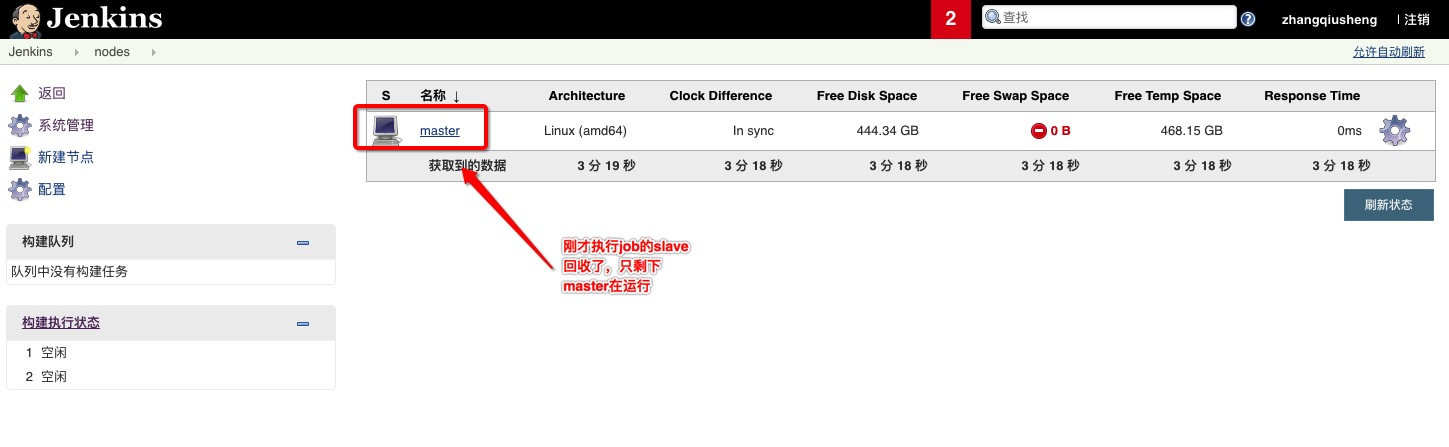 Jenkins
2
查找
zhangqiusheng | 注销
Jenkins nodes
允许自动刷新
返回
系统管理
新建节点
配置
构建队列
队列中没有构建任务
构建执行状态
1 空闲
2 空闲
S 名称 ↓ Architecture Clock Difference Free Disk Space Free Swap Space Free Temp Space Response Time
master Linux (amd64) In sync 444.34 GB 0 B 468.15 GB 0ms
获取到的数据 3 分 19 秒 3 分 18 秒 3 分 18 秒 3 分 18 秒 3 分 18 秒 3 分 18 秒
刷新状态
刚才执行job的slave
回收了，只剩下
master在运行